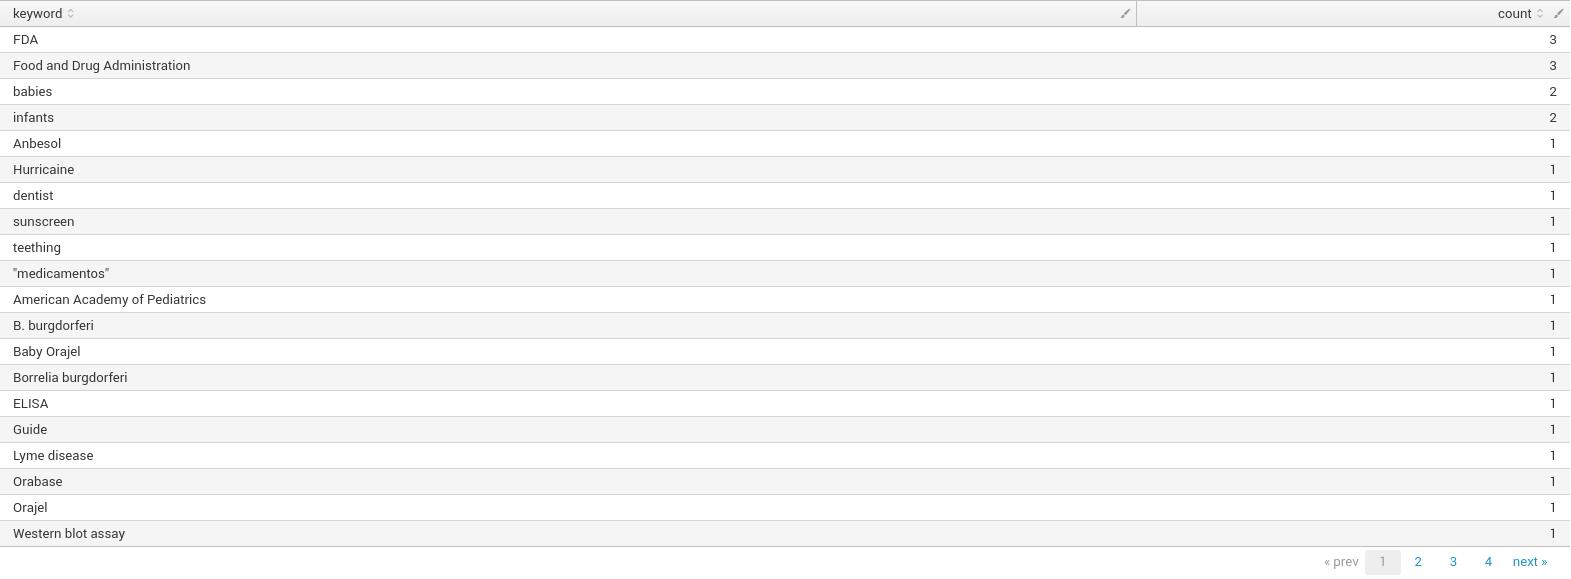 keyword count
FDA 3
Food and Drug Administration 3
babies 2
infants 2
Anbesol 1
Hurricaine 1
dentist 1
sunscreen 1
teething 1
"medicamentos" 1
American Academy of Pediatrics 1
B. burgdorferi 1
Baby Orajel 1
Borrelia burgdorferi 1
ELISA 1
Guide 1
Lyme disease 1
Orabase 1
Orajel 1
Western blot assay 1
« prev 1 2 3 4 next »